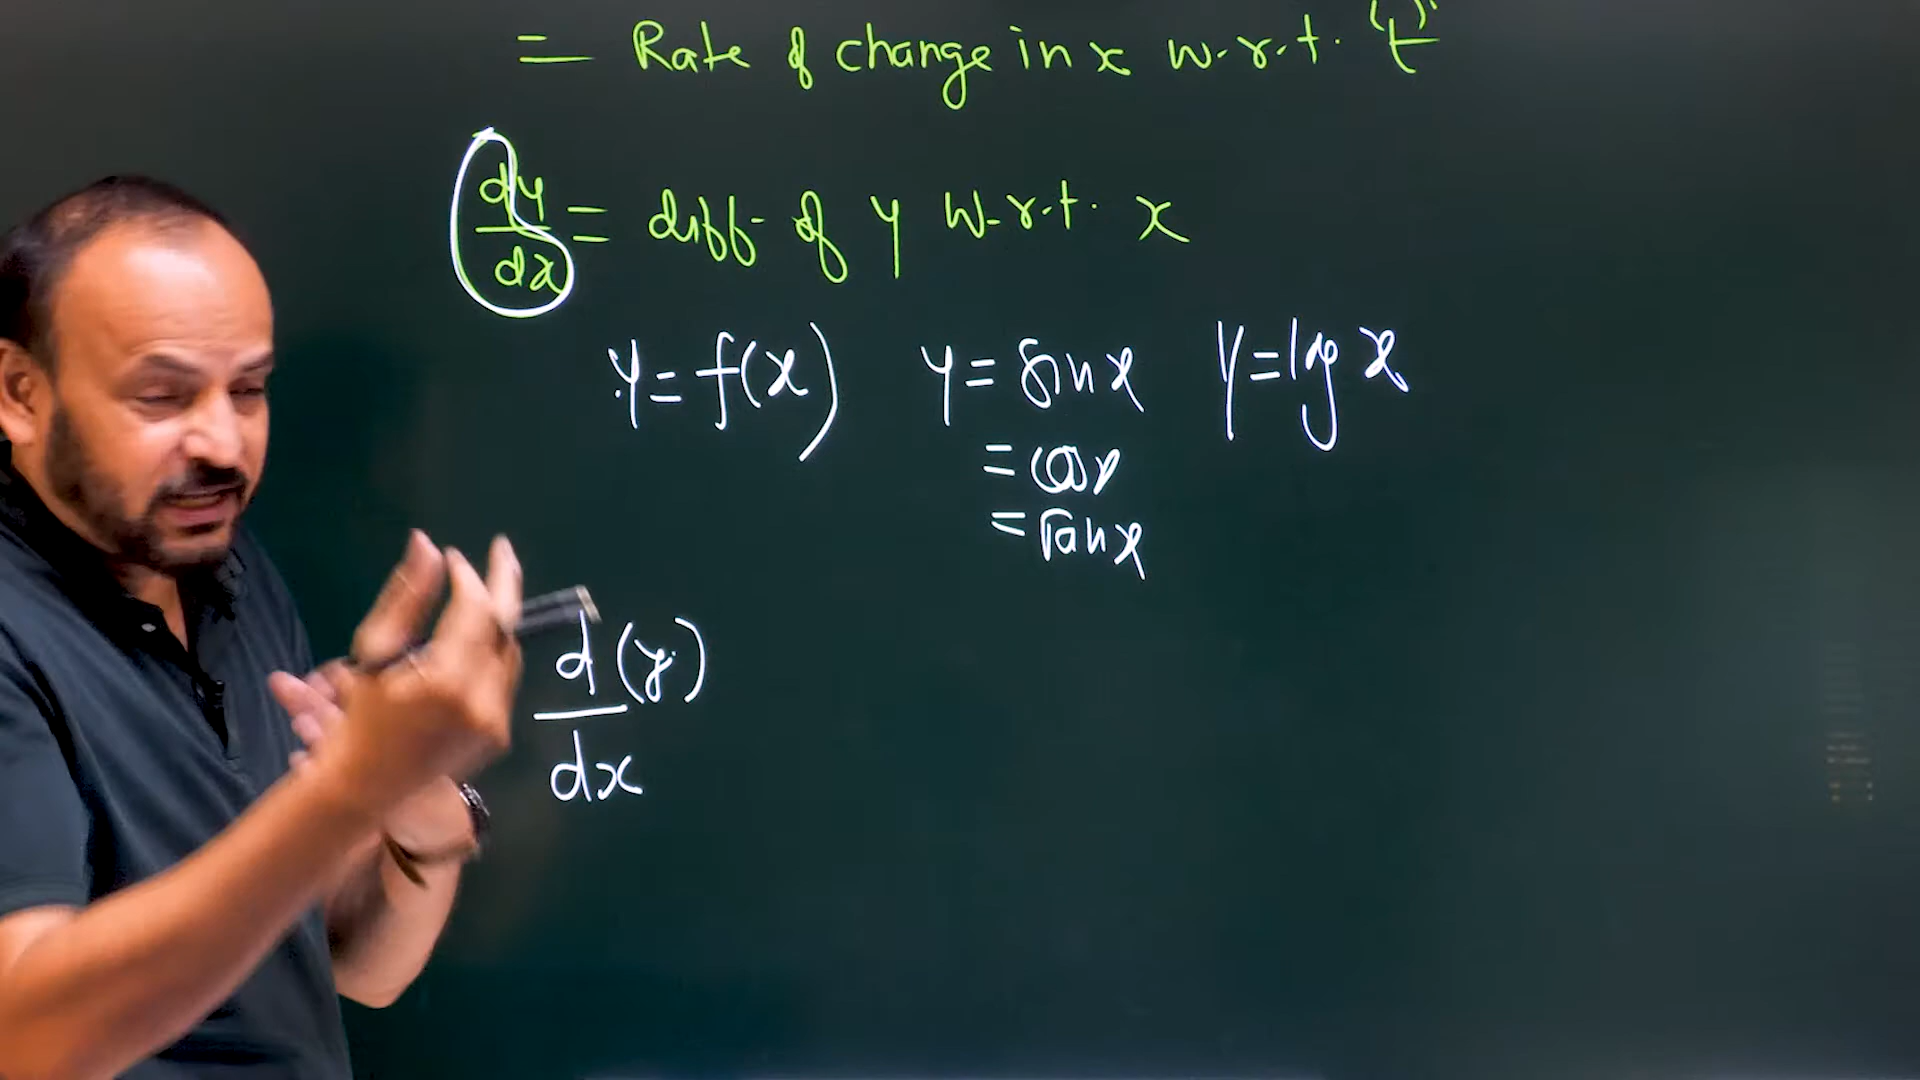 = Rate of change in x w.r.t. (t)
dy/dx = diff. of y w.r.t. x
y = f(x) y = sin x y = log x
= cos x
= tan x
d(y)/dx